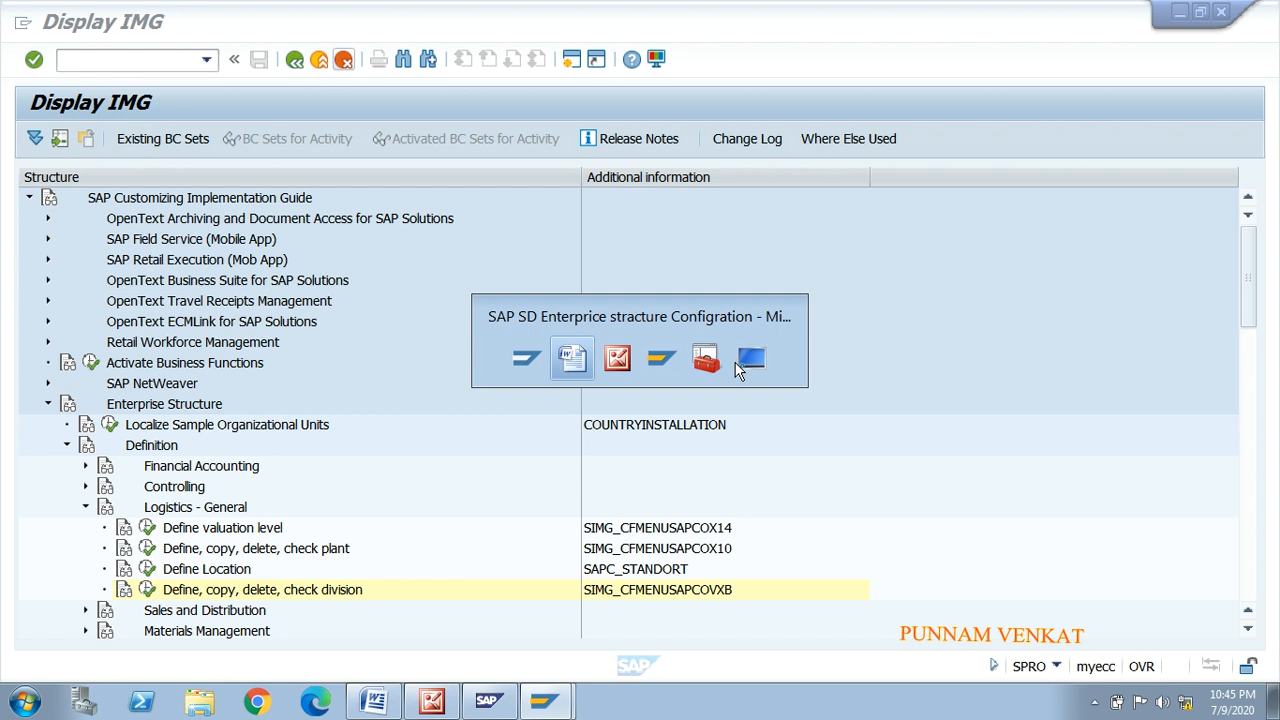 Display IMG
Display IMG
Existing BC Sets BC Sets for Activity Activated BC Sets for Activity Release Notes Change Log Where Else Used
Structure Additional information
SAP Customizing Implementation Guide
OpenText Archiving and Document Access for SAP Solutions
SAP Field Service (Mobile App)
SAP Retail Execution (Mob App)
OpenText Business Suite for SAP Solutions
OpenText Travel Receipts Management
OpenText ECMLink for SAP Solutions
Retail Workforce Management
Activate Business Functions
SAP NetWeaver
Enterprise Structure
Localize Sample Organizational Units COUNTRYINSTALLATION
Definition
Financial Accounting
Controlling
Logistics - General
Define valuation level SIMG_CFMENUSAPCOX14
Define, copy, delete, check plant SIMG_CFMENUSAPCOX10
Define Location SAPC_STANDORT
Define, copy, delete, check division SIMG_CFMENUSAPCOVXB
Sales and Distribution
Materials Management
SAP SD Enterprice stracture Configration - Mi...
PUNNAM VENKAT
SAP SPRO myecc OVR
SAP
10:45 PM
7/9/2020